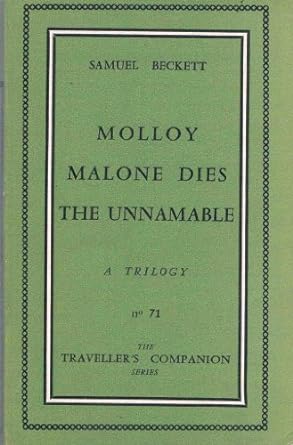 SAMUEL BECKETT
MOLLOY
MALONE DIES
THE UNNAMABLE
A TRILOGY
nº 71
THE
TRAVELLER'S COMPANION
SERIES